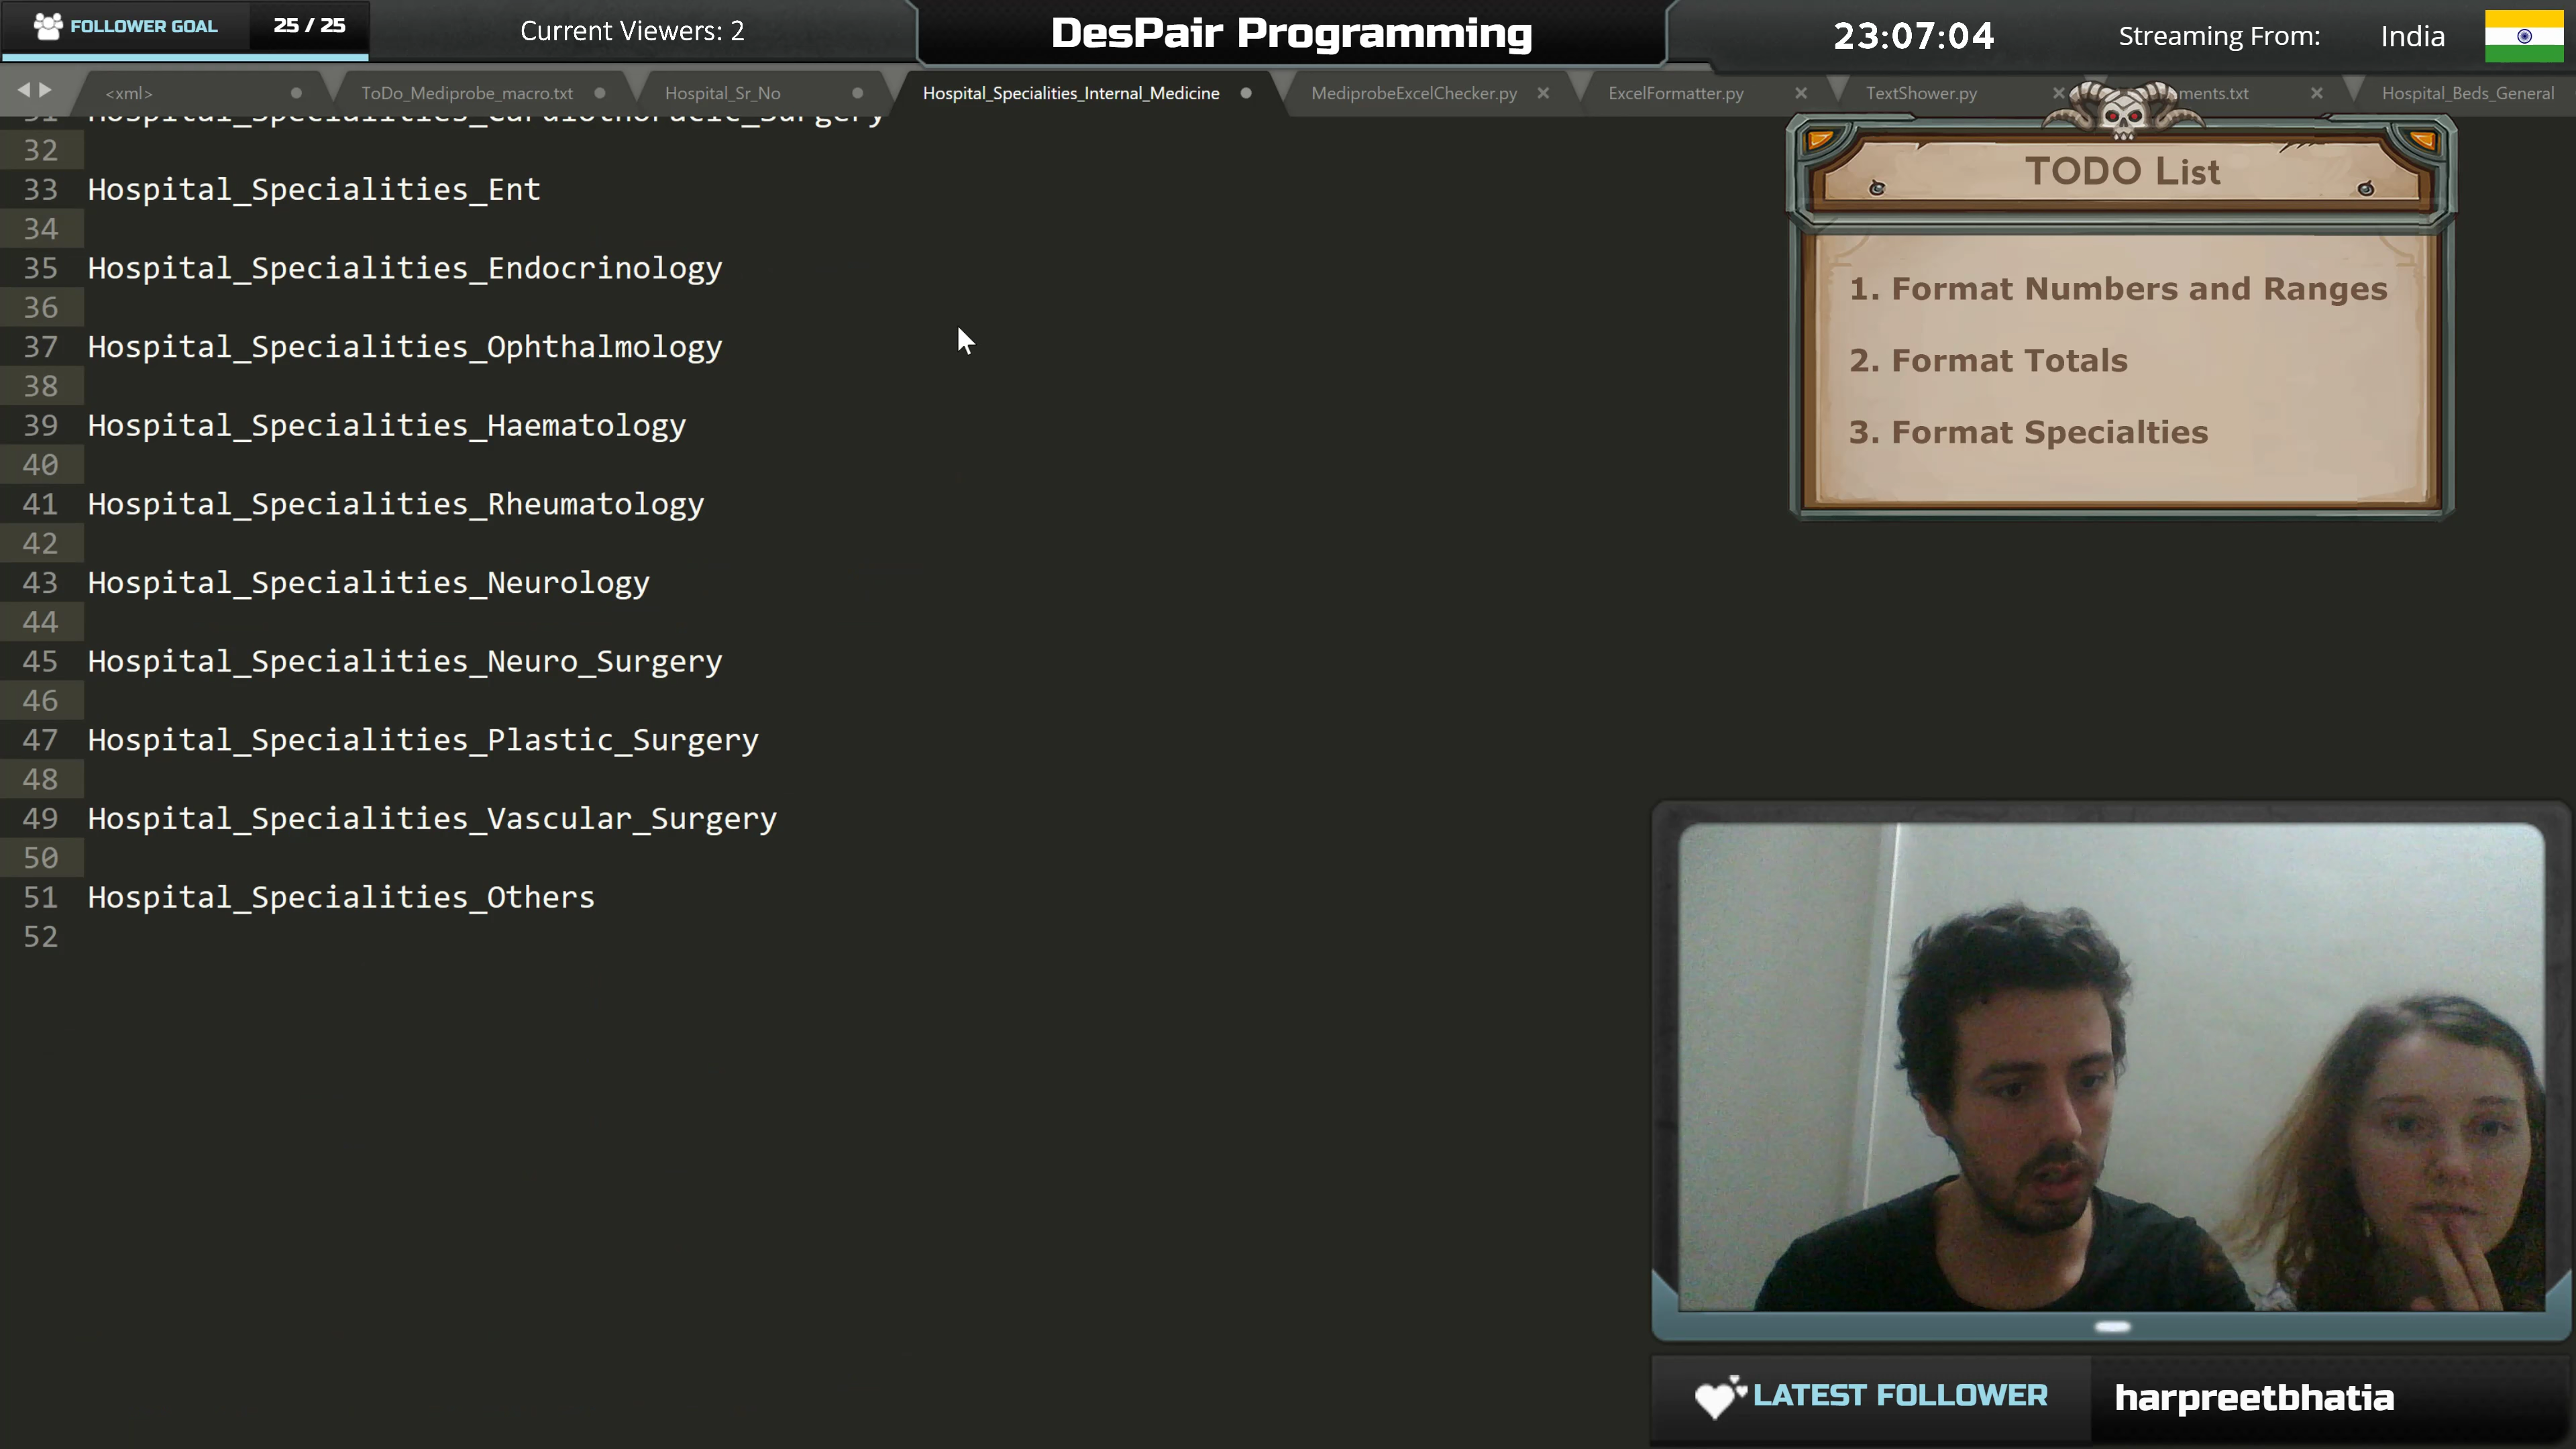 FOLLOWER GOAL 25 / 25 Current Viewers: 2 DesPair Programming 23:07:04 Streaming From: India
<xml> ToDo_Mediprobe_macro.txt Hospital_Sr_No Hospital_Specialities_Internal_Medicine MediprobeExcelChecker.py ExcelFormatter.py TextShower.py ments.txt Hospital_Beds_General
31 Hospital_Specialities_Cardiothoracic_Surgery
32
33 Hospital_Specialities_Ent
34
35 Hospital_Specialities_Endocrinology
36
37 Hospital_Specialities_Ophthalmology
38
39 Hospital_Specialities_Haematology
40
41 Hospital_Specialities_Rheumatology
42
43 Hospital_Specialities_Neurology
44
45 Hospital_Specialities_Neuro_Surgery
46
47 Hospital_Specialities_Plastic_Surgery
48
49 Hospital_Specialities_Vascular_Surgery
50
51 Hospital_Specialities_Others
52
TODO List
1. Format Numbers and Ranges
2. Format Totals
3. Format Specialties
LATEST FOLLOWER harpreetbhatia